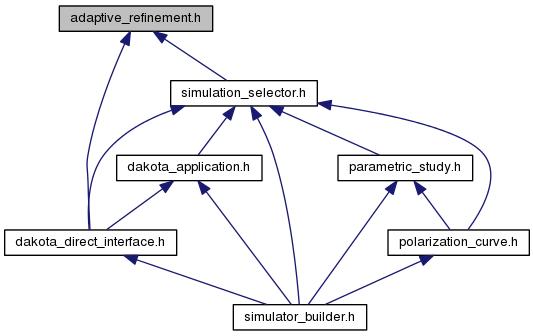 adaptive_refinement.h
simulation_selector.h
dakota_application.h
parametric_study.h
dakota_direct_interface.h
polarization_curve.h
simulator_builder.h